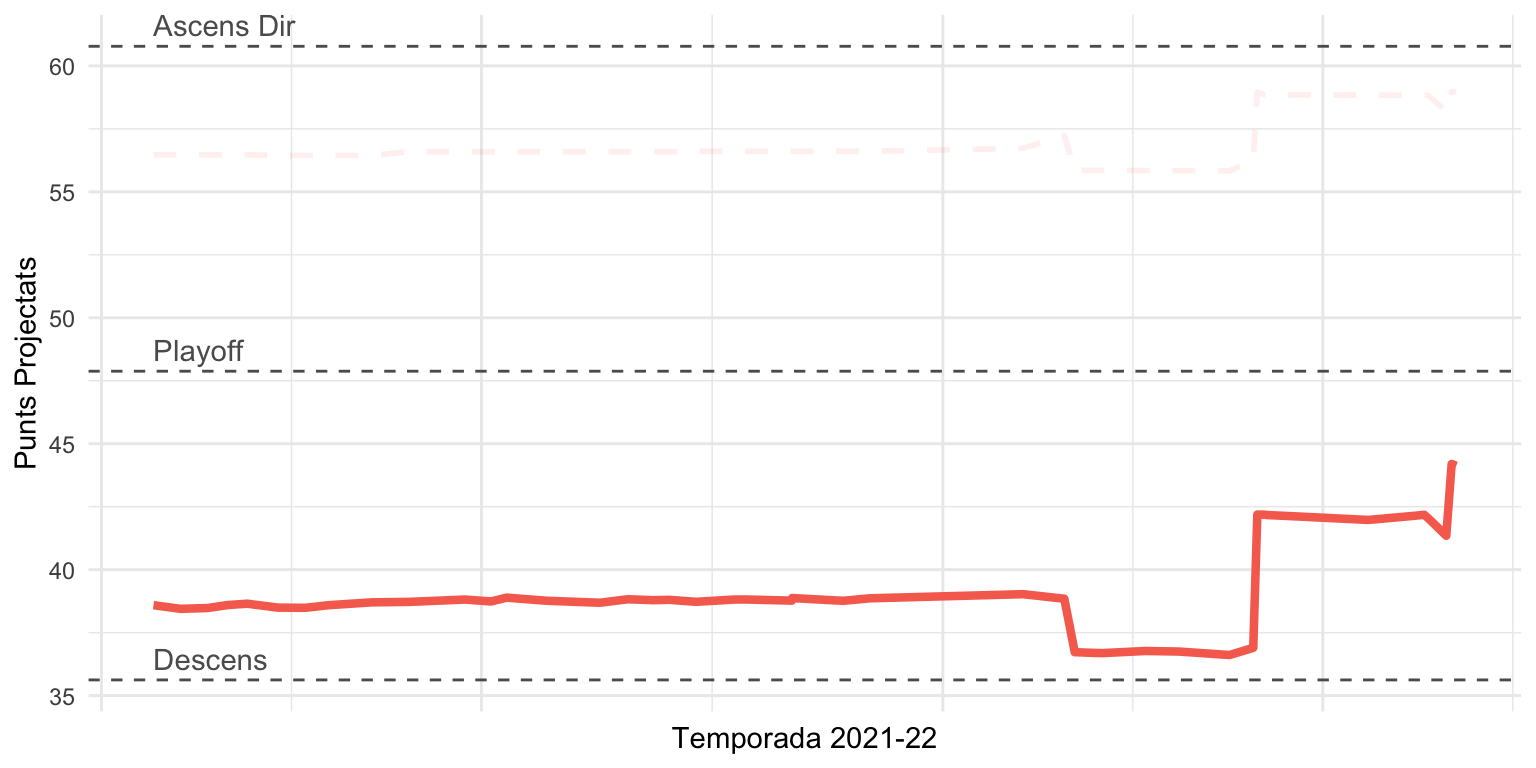 Ascens Dir
60
55
50
Playoff
45
40
Descens
35
Punts Projectats
Temporada 2021-22